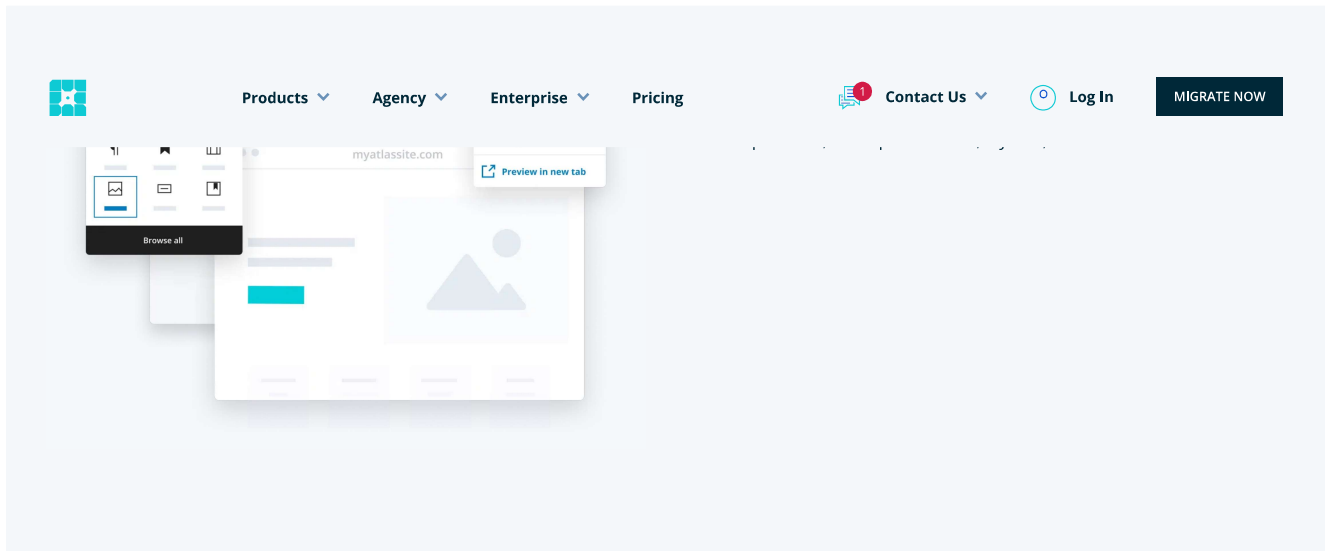 Products Agency Enterprise Pricing 1 Contact Us Log In MIGRATE NOW
myatlassite.com
Preview in new tab
Browse all